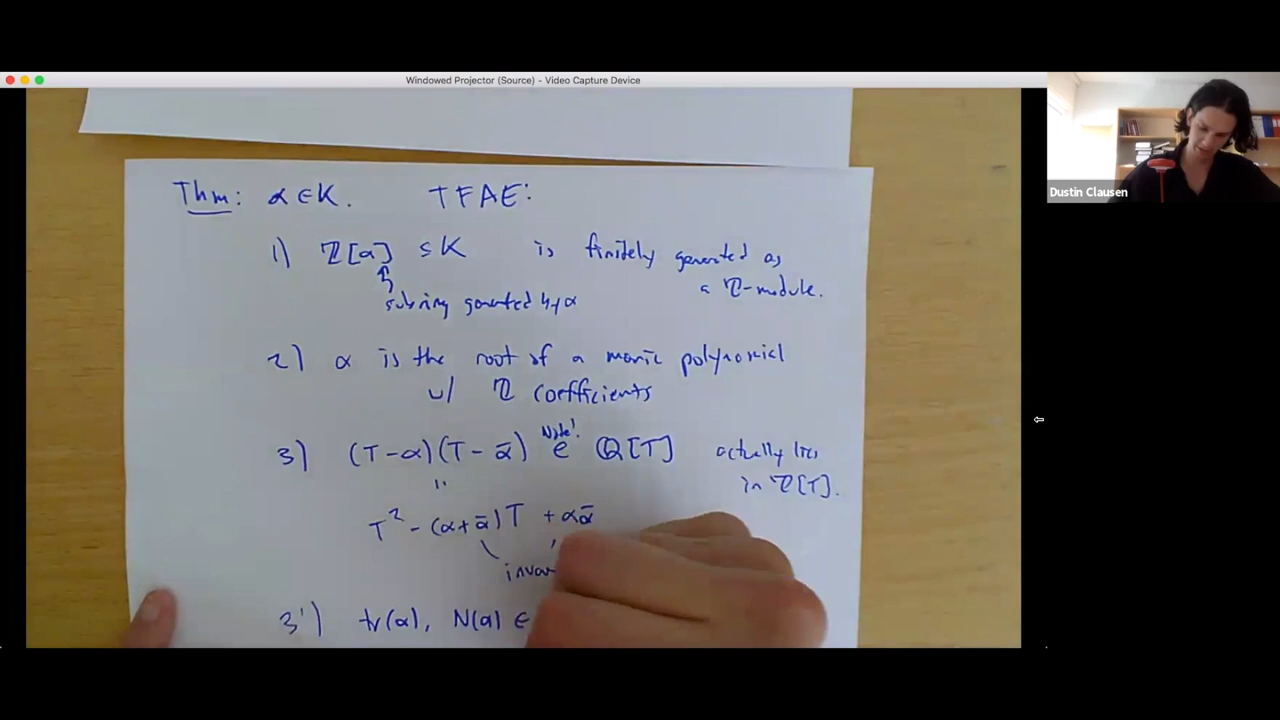 Windowed Projector (Source) - Video Capture Device
Dustin Clausen
Thm: α ∈ K. TFAE:
1) ℤ[α] ≤ K is finitely generated as
a ℤ-module.
subring generated by α
2) α is the root of a monic polynomial
w/ ℤ coefficients
Note!
3) (T-α)(T-ᾱ) ∈ ℚ[T] actually lies
in ℤ[T].
"
T² - (α+ᾱ)T + αᾱ
3') tr(α), N(α) ∈